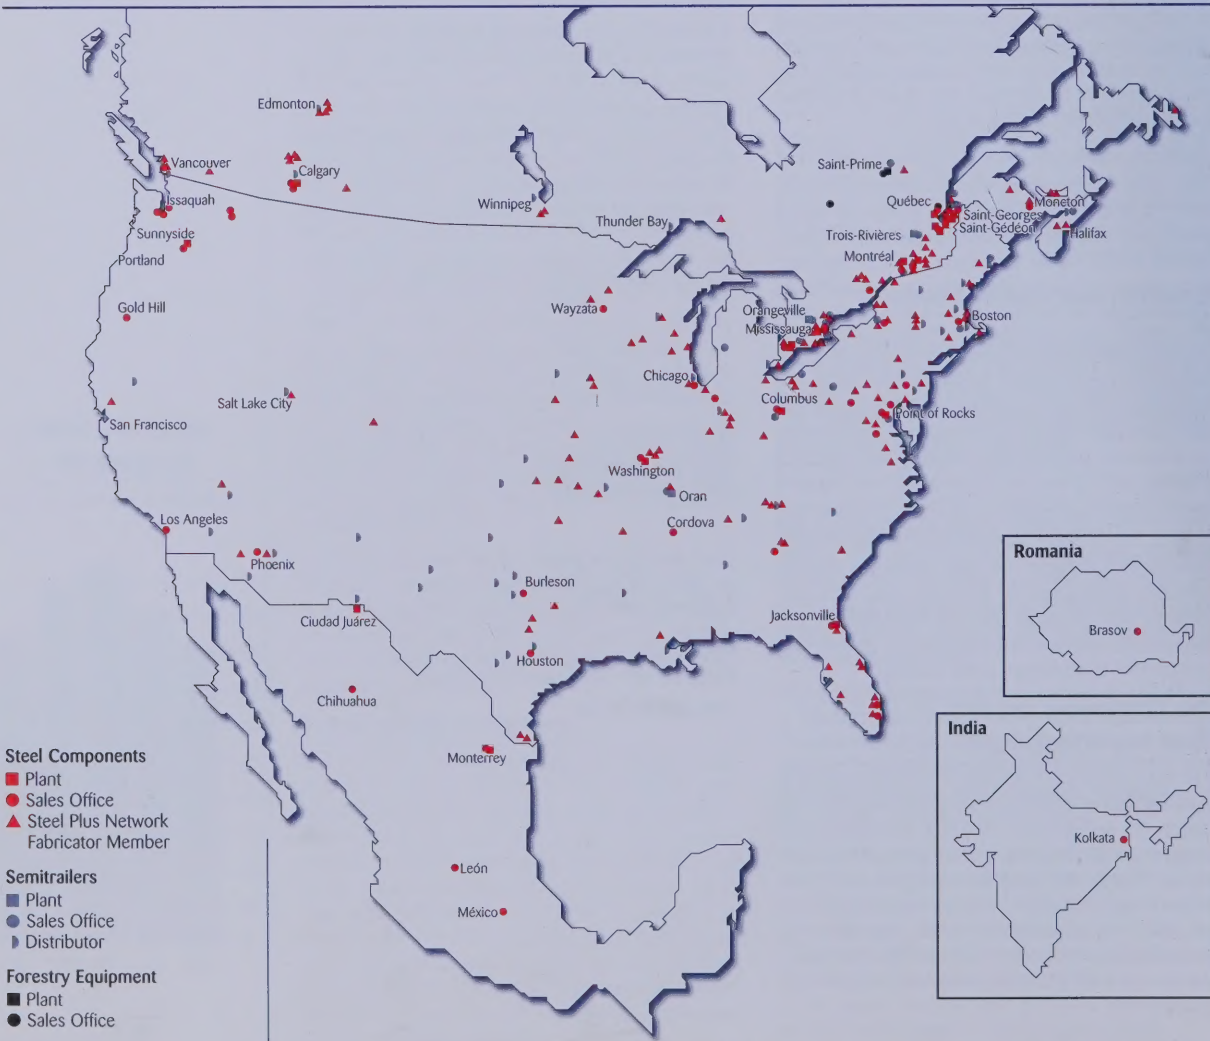 Edmonton
Vancouver
Calgary
Issaquah
Sunnyside
Portland
Gold Hill
Winnipeg
Thunder Bay
Saint-Prime
Québec
Saint-Georges
Saint-Gédéon
Moncton
Halifax
Trois-Rivières
Montréal
Wayzata
Orangeville
Mississauga
Boston
Chicago
Columbus
Point of Rocks
Salt Lake City
San Francisco
Washington
Oran
Cordova
Los Angeles
Phoenix
Burleson
Ciudad Juárez
Jacksonville
Houston
Chihuahua
Monterrey
León
México
Romania
Brasov
India
Kolkata
Steel Components
Plant
Sales Office
Steel Plus Network
Fabricator Member
Semitrailers
Plant
Sales Office
Distributor
Forestry Equipment
Plant
Sales Office